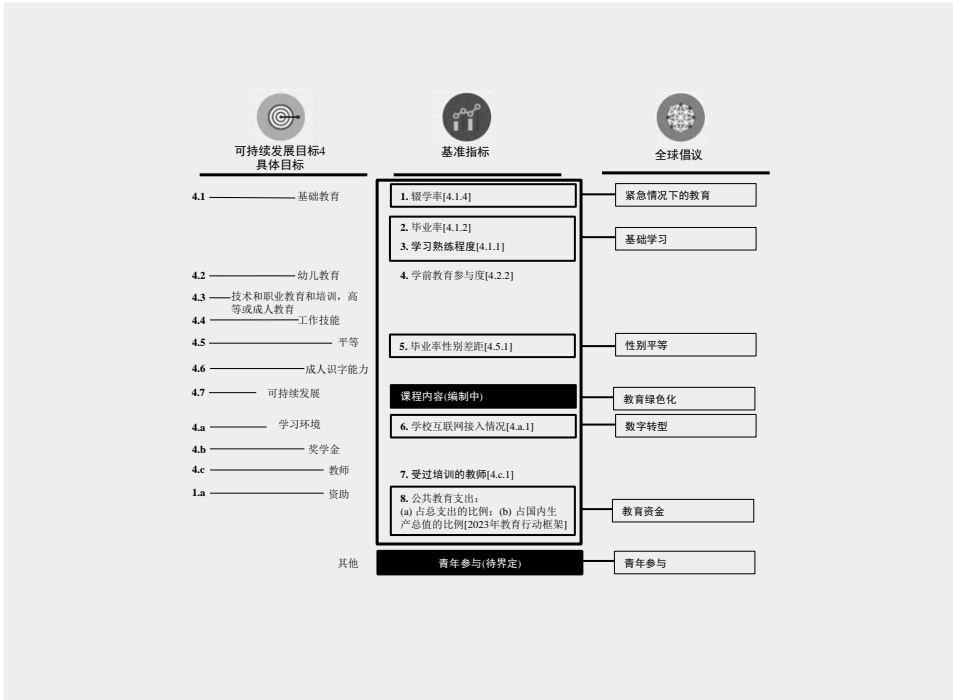 可持续发展目标4
具体目标
基准指标
全球倡议
4.1 基础教育
1. 辍学率[4.1.4]
紧急情况下的教育
2. 毕业率[4.1.2]
3. 学习熟练程度[4.1.1]
基础学习
4.2 幼儿教育
4. 学前教育参与度[4.2.2]
4.3 技术和职业教育和培训，高
等或成人教育
4.4 工作技能
4.5 平等
5. 毕业率性别差距[4.5.1]
性别平等
4.6 成人识字能力
4.7 可持续发展
课程内容(编制中)
教育绿色化
4.a 学习环境
6. 学校互联网接入情况[4.a.1]
数字转型
4.b 奖学金
4.c 教师
7. 受过培训的教师[4.c.1]
1.a 资助
8. 公共教育支出：
(a) 占总支出的比例；(b) 占国内生
产总值的比例[2023年教育行动框架]
教育资金
其他
青年参与(待界定)
青年参与